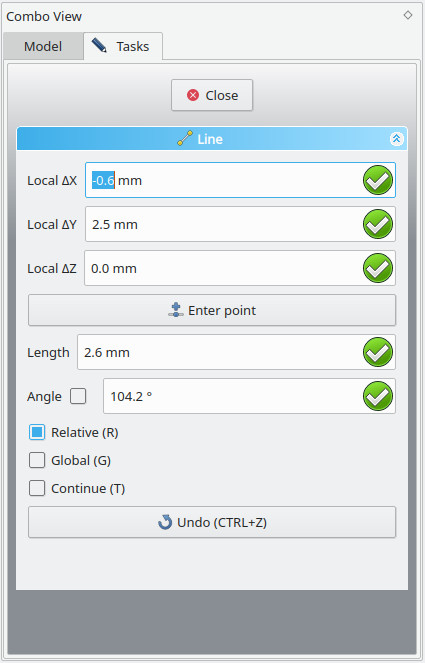 Combo View
Model Tasks
Close
Line
Local ΔX -0.6 mm
Local ΔY 2.5 mm
Local ΔZ 0.0 mm
Enter point
Length 2.6 mm
Angle 104.2 °
Relative (R)
Global (G)
Continue (T)
Undo (CTRL+Z)